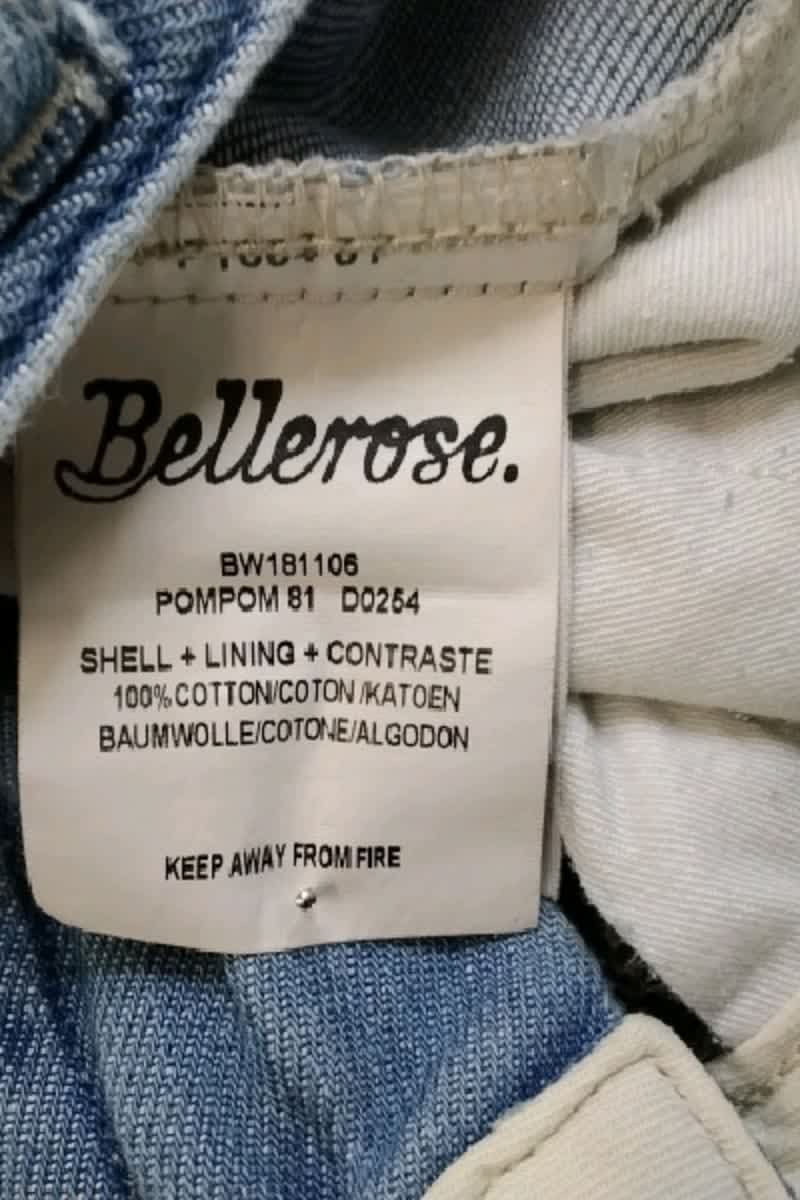 Bellerose.
BW181106
POMPOM 81 D0254
SHELL + LINING + CONTRASTE
100%COTTON/COTON/KATOEN
BAUMWOLLE/COTONE/ALGODON
KEEP AWAY FROM FIRE